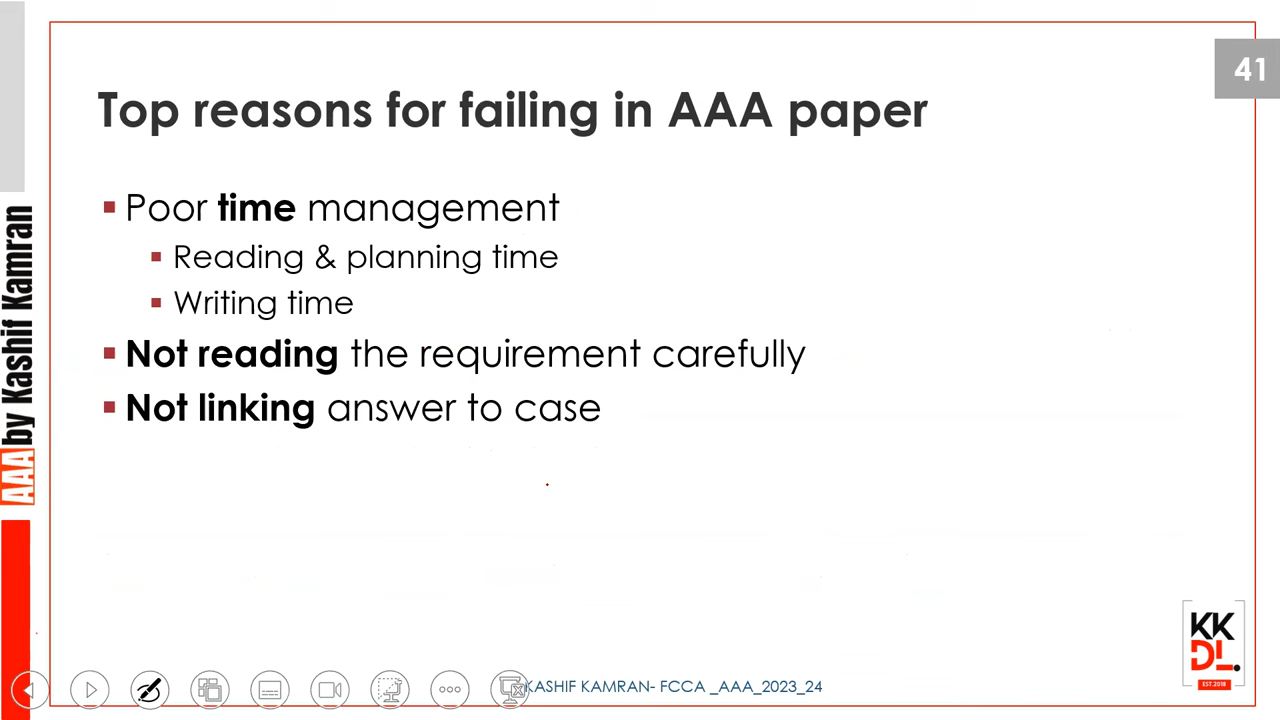 41
Top reasons for failing in AAA paper
▪ Poor time management
▪ Reading & planning time
▪ Writing time
▪ Not reading the requirement carefully
▪ Not linking answer to case
AAA by Kashif Kamran
KK
DL.
EST.2018
KASHIF KAMRAN- FCCA _AAA_2023_24